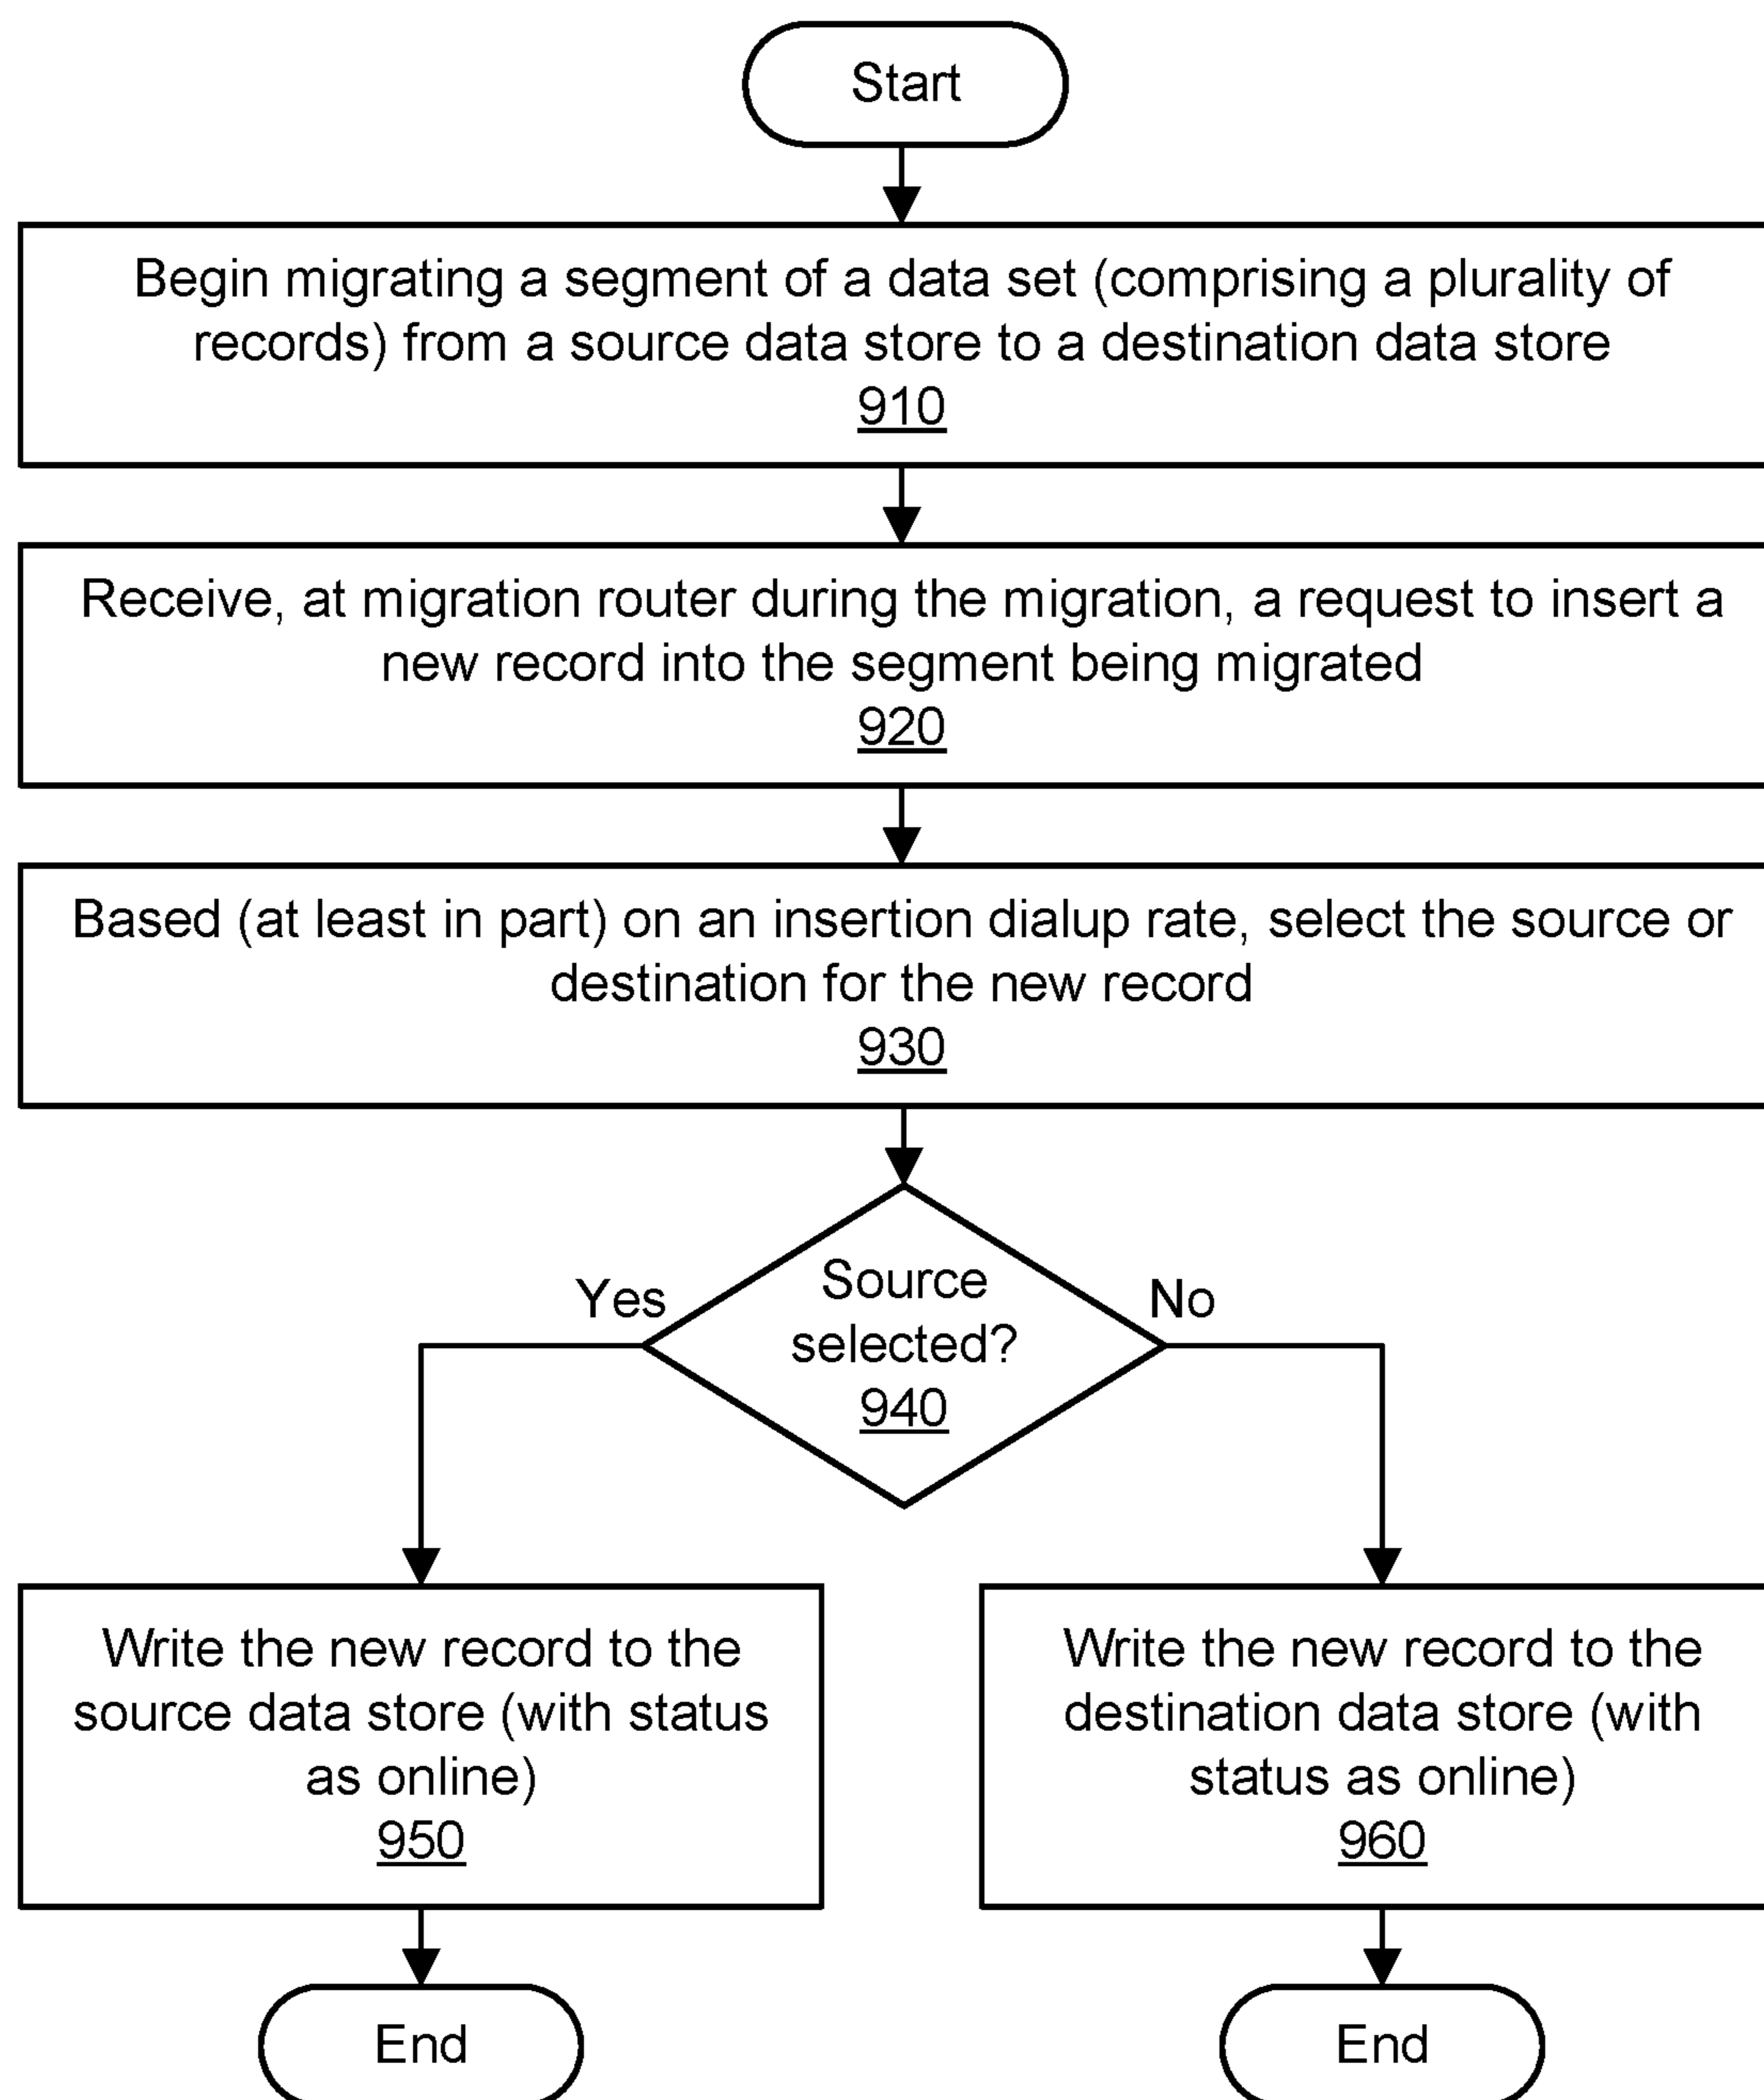 Start
Begin migrating a segment of a data set (comprising a plurality of
records) from a source data store to a destination data store
910
Receive, at migration router during the migration, a request to insert a
new record into the segment being migrated
920
Based (at least in part) on an insertion dialup rate, select the source or
destination for the new record
930
Source
selected?
940
Yes
No
Write the new record to the
source data store (with status
as online)
950
Write the new record to the
destination data store (with
status as online)
960
End
End